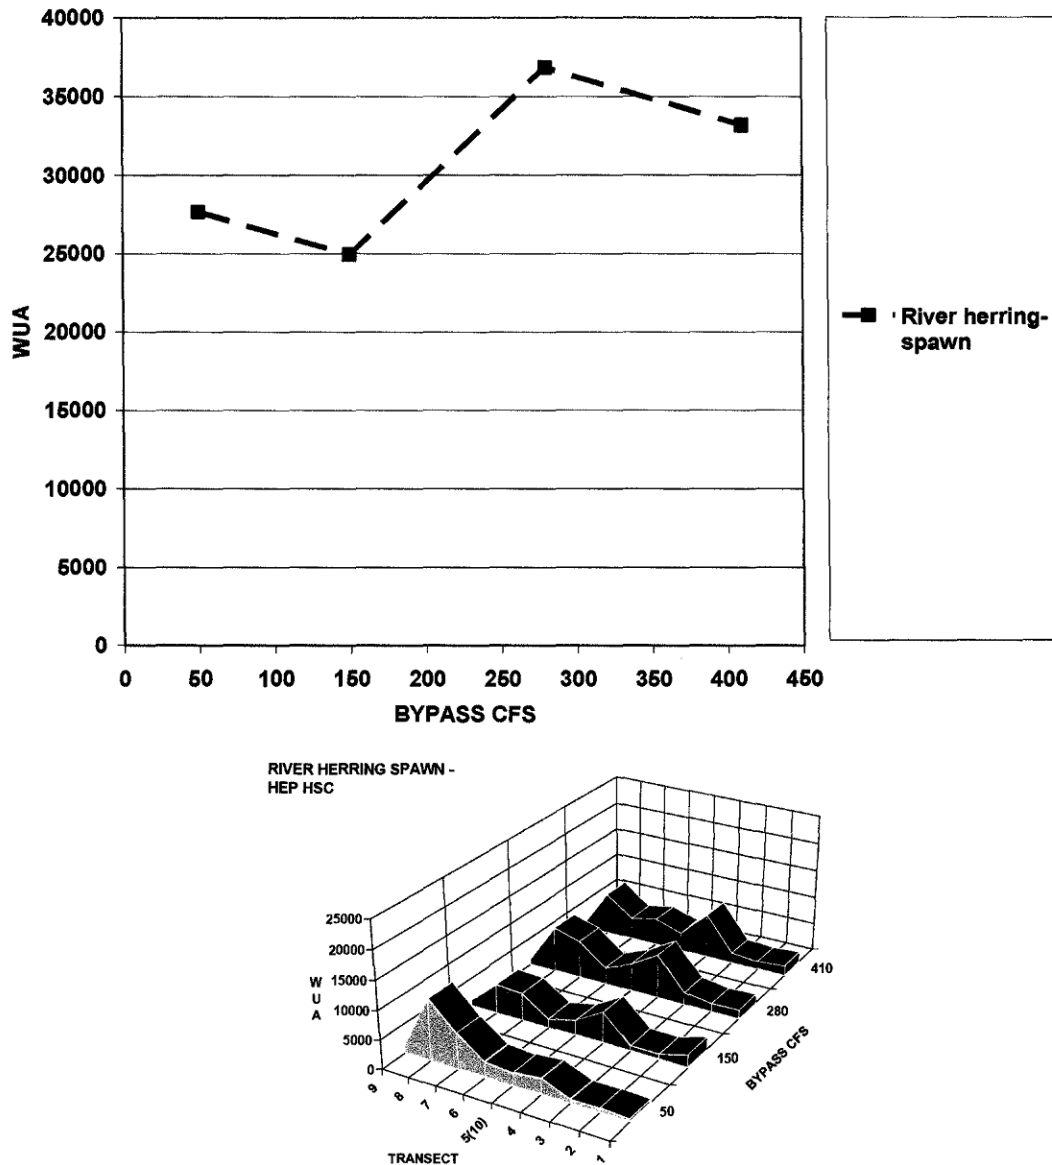 40000
35000
30000
25000
20000
15000
10000
5000
0
WUA
0 50 100 150 200 250 300 350 400 450
BYPASS CFS
River herring-
spawn
RIVER HERRING SPAWN -
HEP HSC
25000
20000
15000
10000
5000
0
W
U
A
9 8 7 6 5(10) 4 3 2 1
TRANSECT
50 150 280 410
BYPASS CFS